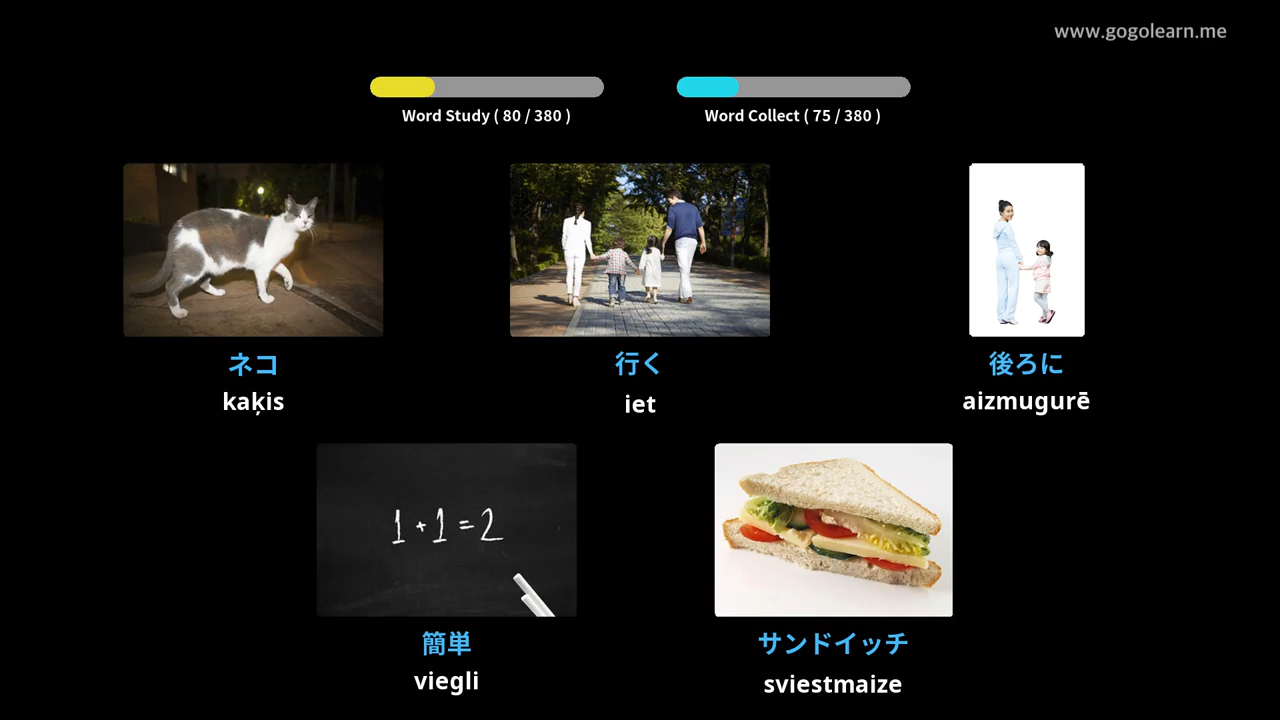 www.gogolearn.me
Word Study ( 80 / 380 )
Word Collect ( 75 / 380 )
ネコ
kaķis
行く
iet
後ろに
aizmugurē
1 + 1 = 2
簡単
viegli
サンドイッチ
sviestmaize